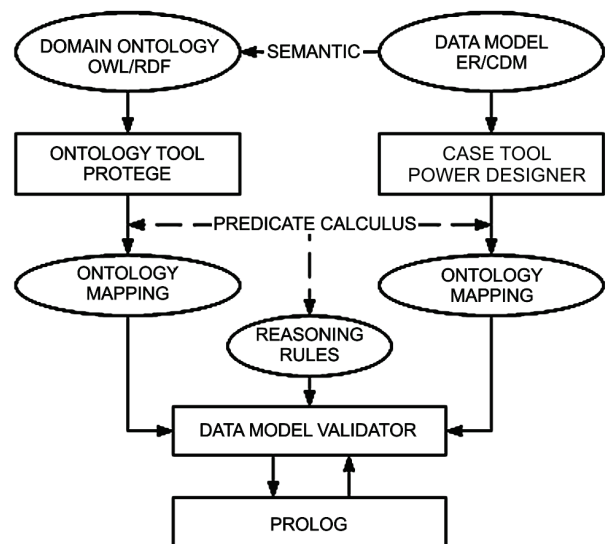 DOMAIN ONTOLOGY
OWL/RDF
SEMANTIC
DATA MODEL
ER/CDM
ONTOLOGY TOOL
PROTEGE
CASE TOOL
POWER DESIGNER
PREDICATE CALCULUS
ONTOLOGY
MAPPING
ONTOLOGY
MAPPING
REASONING
RULES
DATA MODEL VALIDATOR
PROLOG